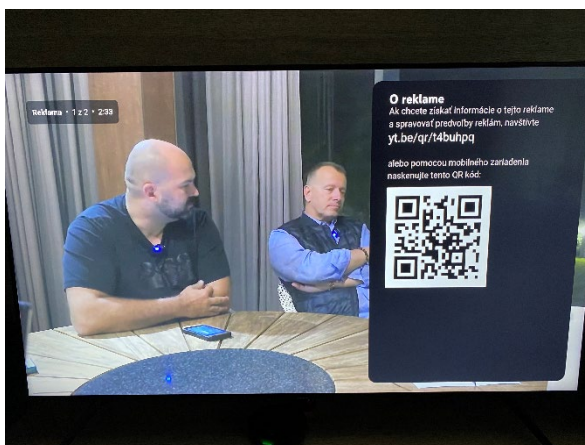 Reklama • 1 z 2 • 2:33
O reklame
Ak chcete získať informácie o tejto reklame
a spravovať predvoľby reklám, navštívte
yt.be/qr/t4buhpq
alebo pomocou mobilného zariadenia
naskenujte tento QR kód: